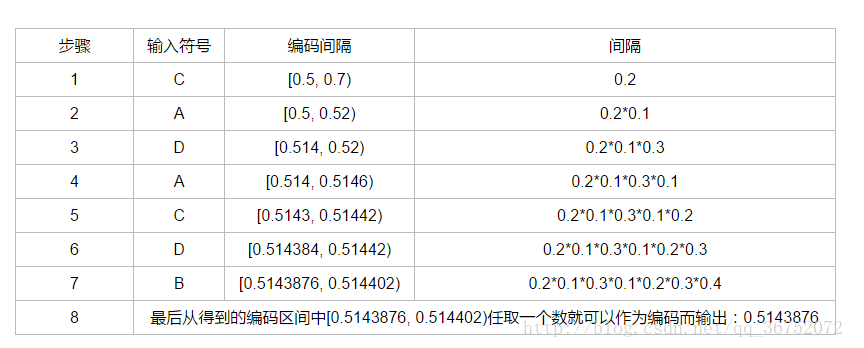 步骤 输入符号 编码间隔 间隔
1 C [0.5, 0.7) 0.2
2 A [0.5, 0.52) 0.2*0.1
3 D [0.514, 0.52) 0.2*0.1*0.3
4 A [0.514, 0.5146) 0.2*0.1*0.3*0.1
5 C [0.5143, 0.51442) 0.2*0.1*0.3*0.1*0.2
6 D [0.514384, 0.51442) 0.2*0.1*0.3*0.1*0.2*0.3
7 B [0.5143876, 0.514402) 0.2*0.1*0.3*0.1*0.2*0.3*0.4
8 最后从得到的编码区间中[0.5143876, 0.514402)任取一个数就可以作为编码而输出：0.5143876
http://blog.csdn.net/qq_36752072